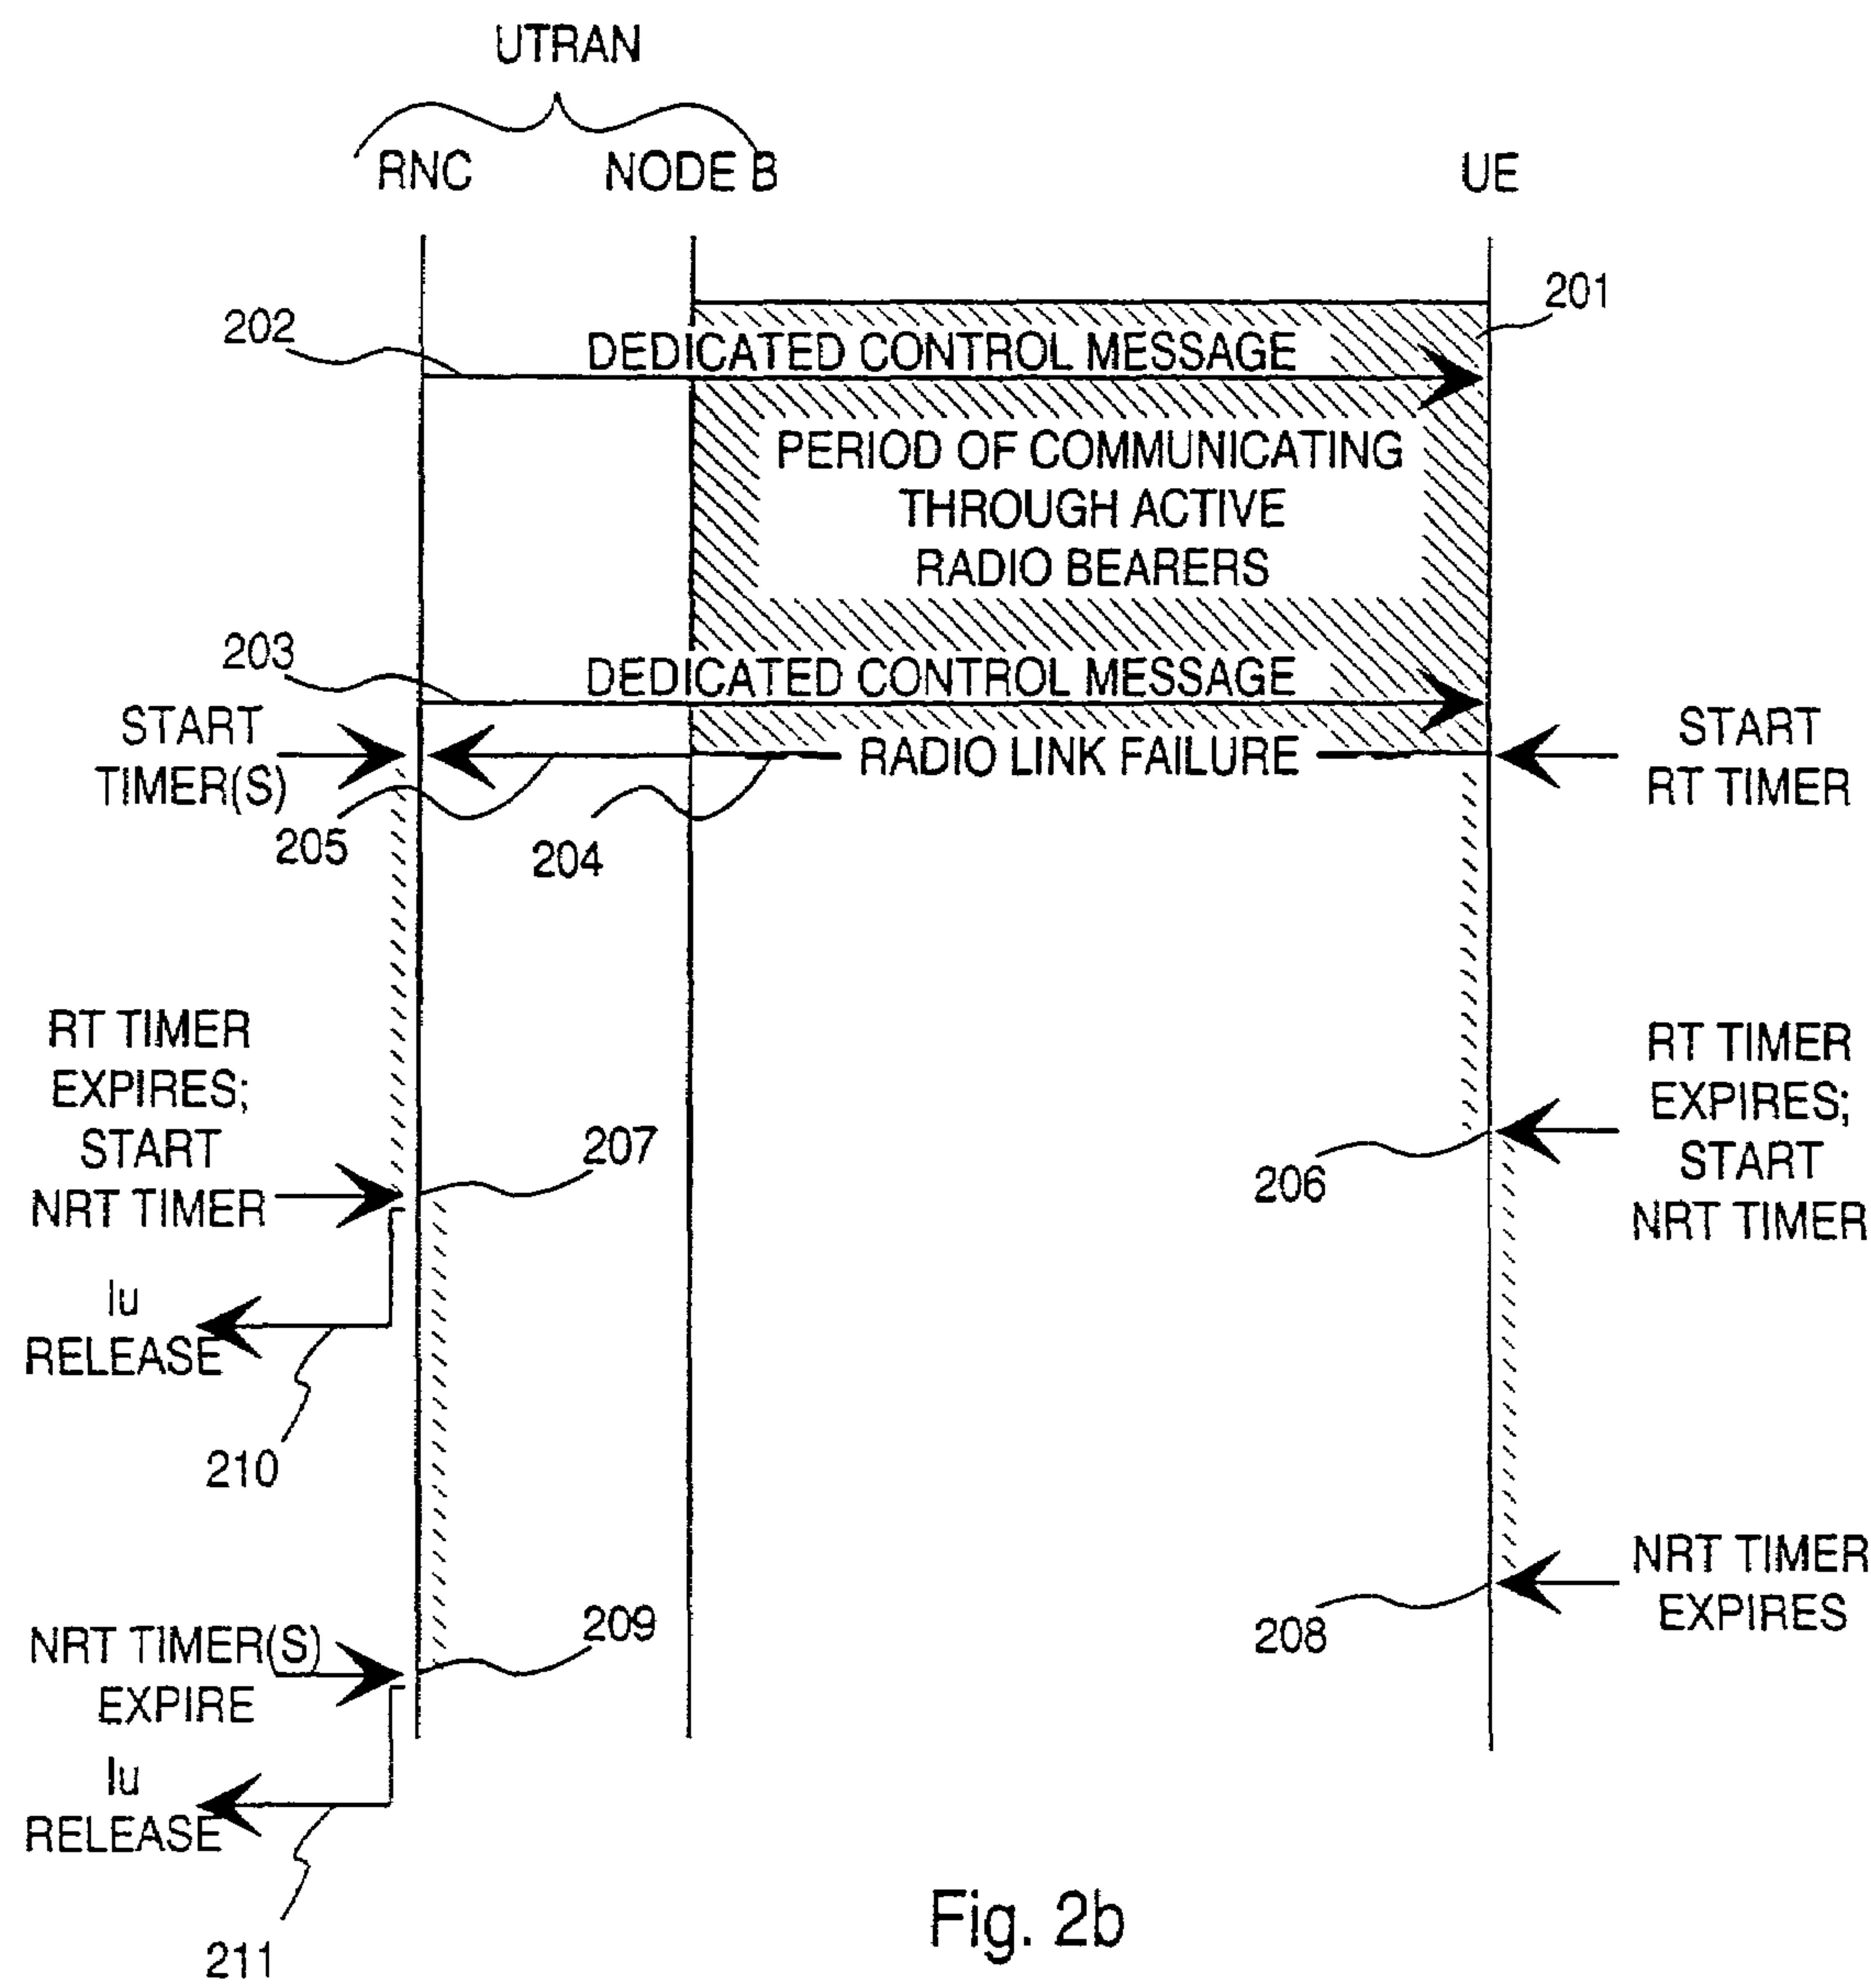 UTRAN
RNC
NODE B
UE
201
202
DEDICATED CONTROL MESSAGE
PERIOD OF COMMUNICATING
THROUGH ACTIVE
RADIO BEARERS
203
DEDICATED CONTROL MESSAGE
START
TIMER(S)
RADIO LINK FAILURE
START
RT TIMER
205
204
RT TIMER
EXPIRES;
START
NRT TIMER
207
206
RT TIMER
EXPIRES;
START
NRT TIMER
Iu
RELEASE
210
NRT TIMER
EXPIRES
208
209
NRT TIMER(S)
EXPIRE
Iu
RELEASE
211
Fig. 2b